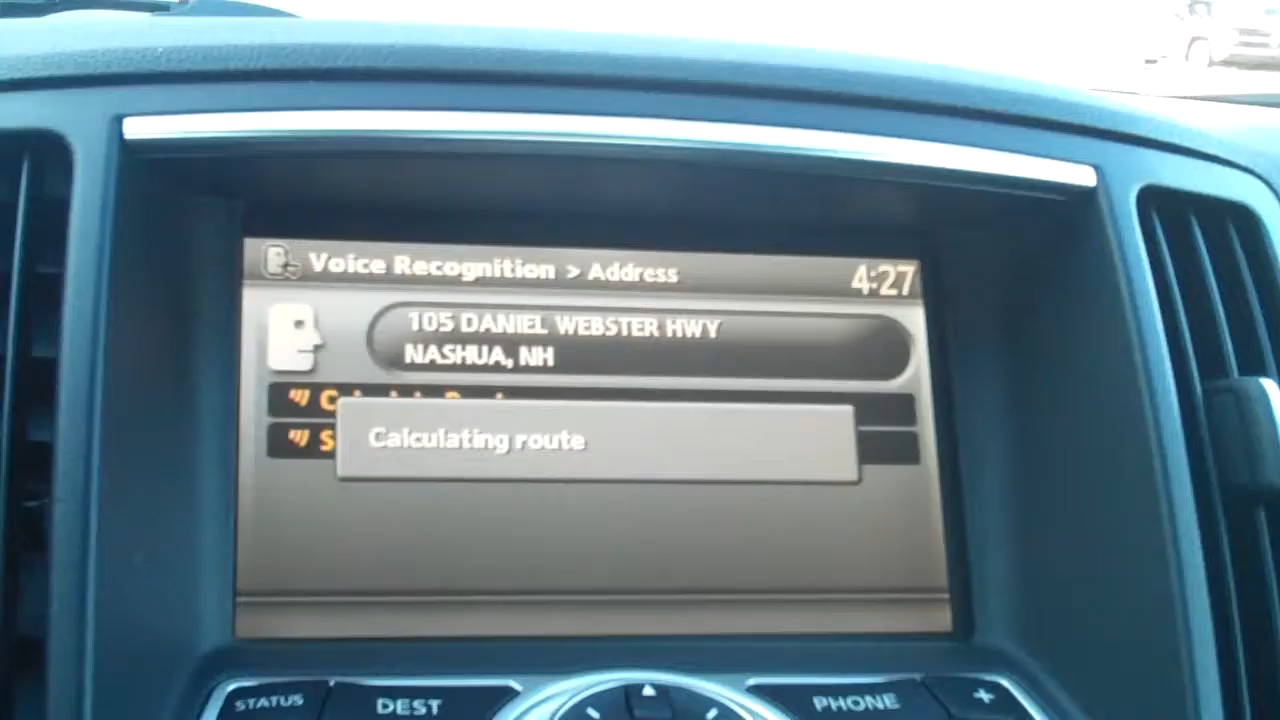 Voice Recognition > Address
4:27
105 DANIEL WEBSTER HWY
NASHUA, NH
Calculating route
STATUS
DEST
PHONE
+